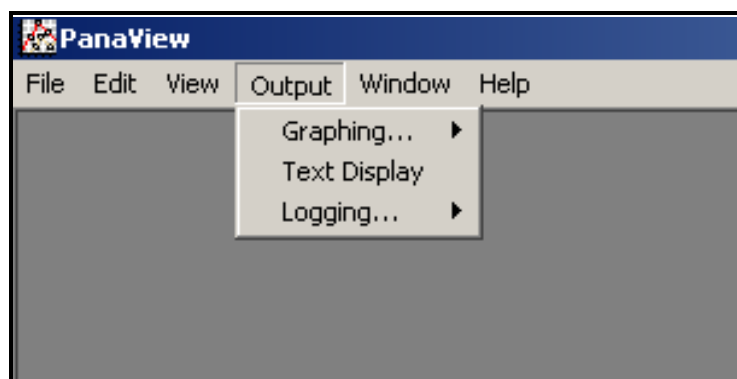 PanaView
File Edit View Output Window Help
Graphing...
Text Display
Logging...